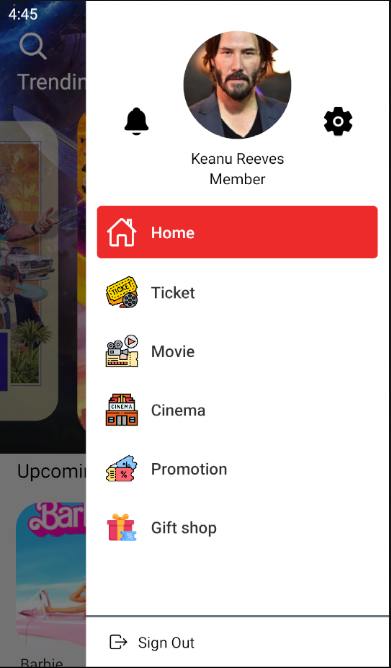 4:45
Trendin
Keanu Reeves
Member
Home
TICKET
Ticket
Movie
CINEMA
Cinema
Promotion
Upcomin
Gift shop
Barb
Sign Out
Barbie